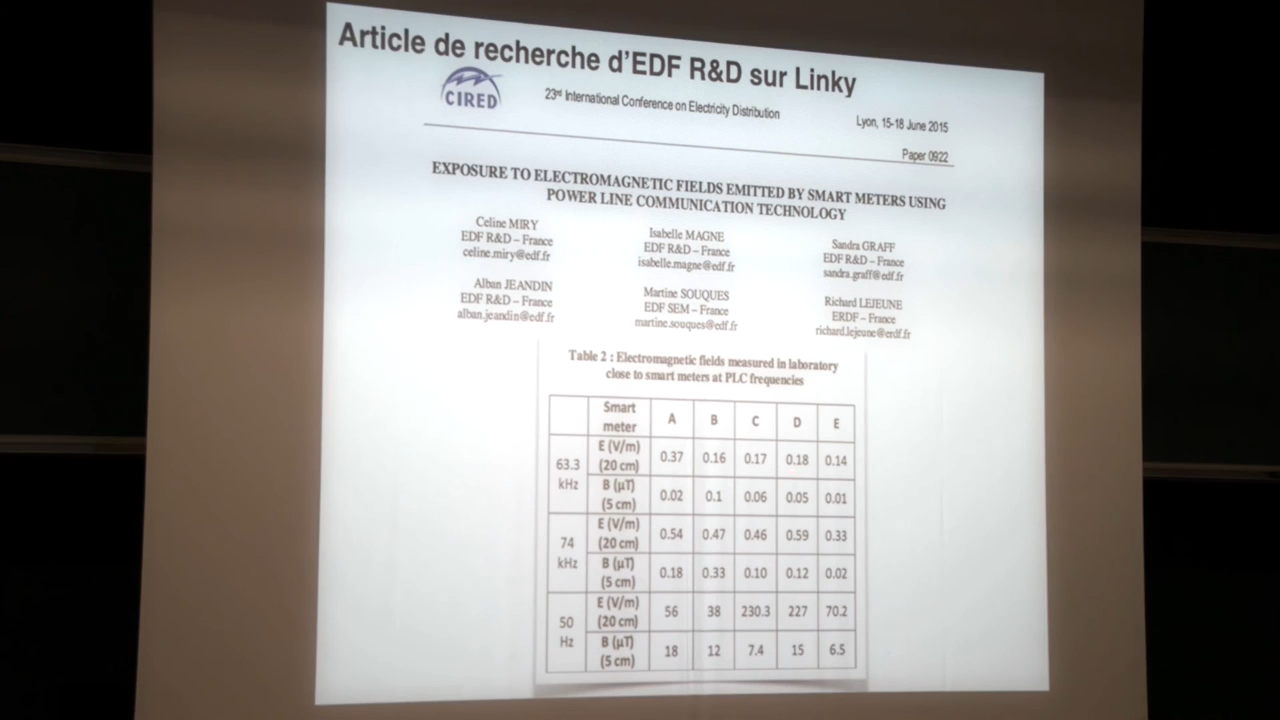 Article de recherche d'EDF R&D sur Linky
CIRED
23rd International Conference on Electricity Distribution
Lyon, 15-18 June 2015
Paper 0922
EXPOSURE TO ELECTROMAGNETIC FIELDS EMITTED BY SMART METERS USING
POWER LINE COMMUNICATION TECHNOLOGY
Celine MIRY
EDF R&D – France
celine.miry@edf.fr
Isabelle MAGNE
EDF R&D – France
isabelle.magne@edf.fr
Sandra GRAFF
EDF R&D – France
sandra.graff@edf.fr
Alban JEANDIN
EDF R&D – France
alban.jeandin@edf.fr
Martine SOUQUES
EDF SEM – France
martine.souques@edf.fr
Richard LEJEUNE
ERDF – France
richard.lejeune@erdf.fr
Table 2 : Electromagnetic fields measured in laboratory
close to smart meters at PLC frequencies
Smart meter A B C D E
63.3 kHz E (V/m) (20 cm) 0.37 0.16 0.17 0.18 0.14
B (µT) (5 cm) 0.02 0.1 0.06 0.05 0.01
74 kHz E (V/m) (20 cm) 0.54 0.47 0.46 0.59 0.33
B (µT) (5 cm) 0.18 0.33 0.10 0.12 0.02
50 Hz E (V/m) (20 cm) 56 38 230.3 227 70.2
B (µT) (5 cm) 18 12 7.4 15 6.5